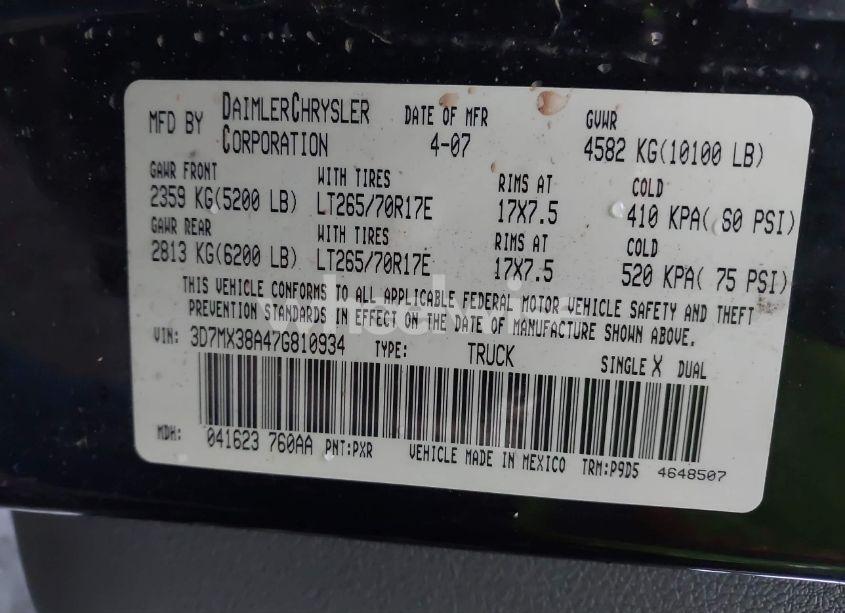 MFD BY DAIMLERCHRYSLER CORPORATION DATE OF MFR 4-07 GVWR 4582 KG(10100 LB)
GAWR FRONT WITH TIRES RIMS AT COLD
2359 KG(5200 LB) LT265/70R17E 17X7.5 410 KPA( 60 PSI)
GAWR REAR WITH TIRES RIMS AT COLD
2813 KG(6200 LB) LT265/70R17E 17X7.5 520 KPA( 75 PSI)
THIS VEHICLE CONFORMS TO ALL APPLICABLE FEDERAL MOTOR VEHICLE SAFETY AND THEFT
PREVENTION STANDARDS IN EFFECT ON THE DATE OF MANUFACTURE SHOWN ABOVE.
VIN: 3D7MX38A47G810934 TYPE: TRUCK SINGLE X DUAL
MDH: 041623 760AA PNT:PXR VEHICLE MADE IN MEXICO TRM:P9D5 4648507